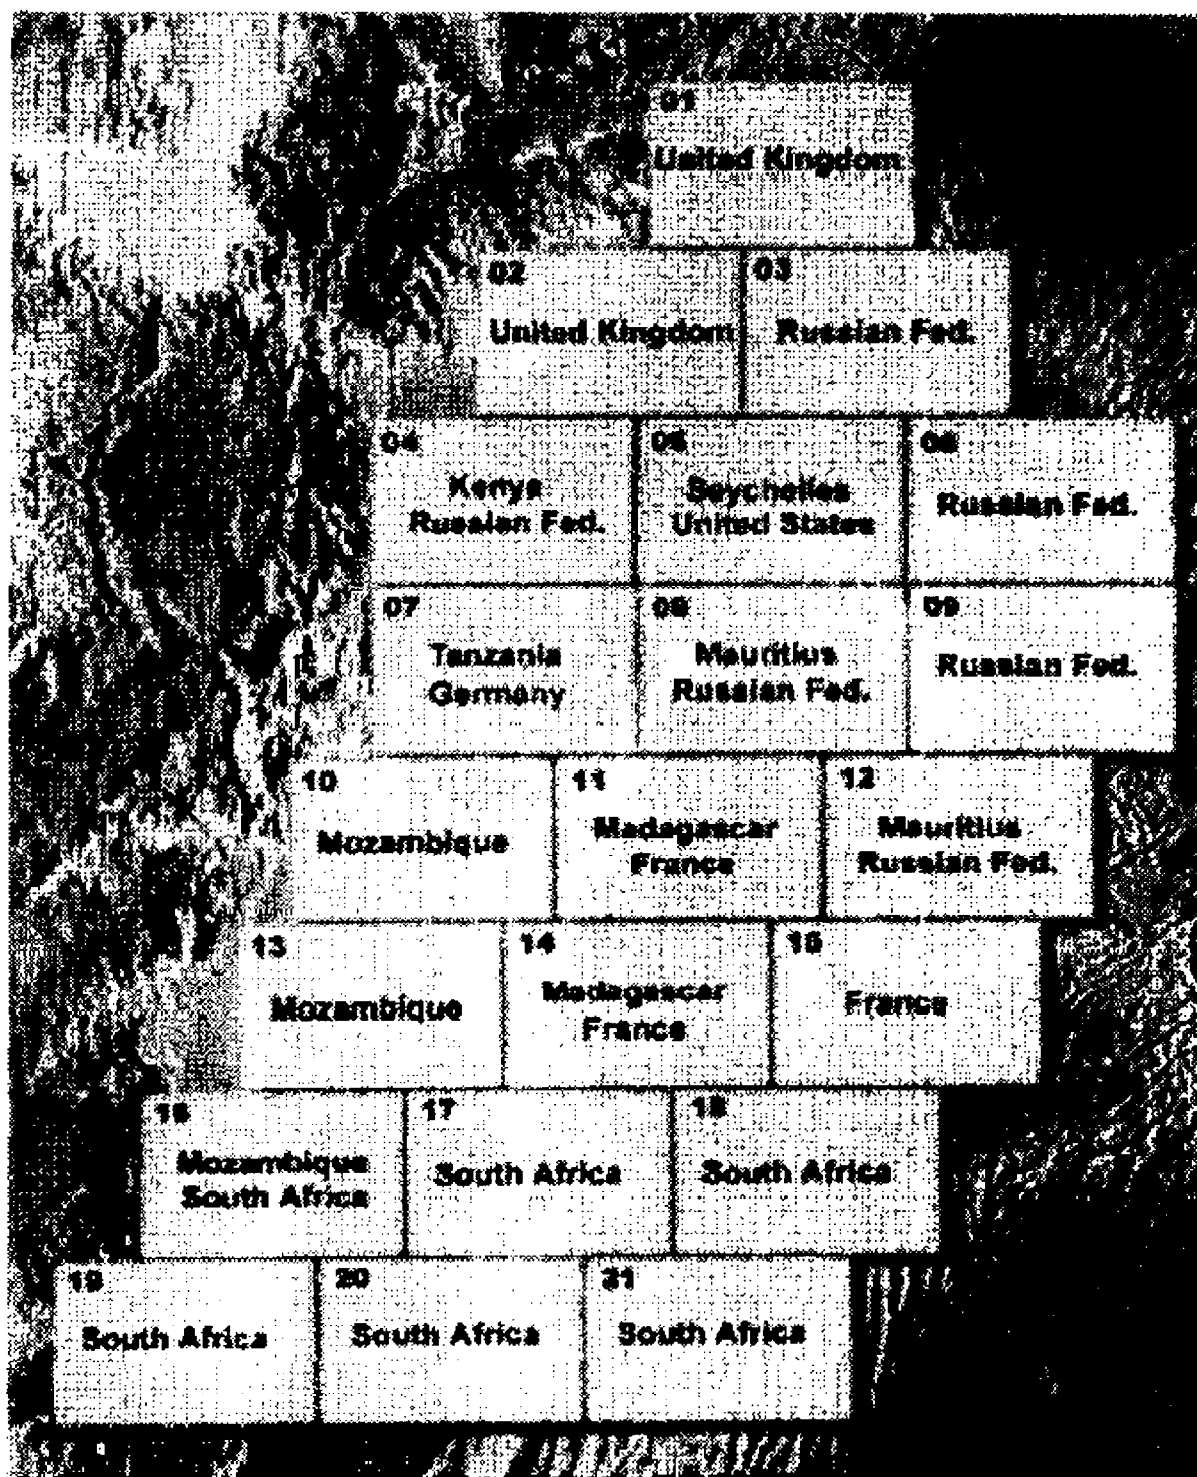 01
United Kingdom
02
United Kingdom
03
Russian Fed.
04
Kenya
Russian Fed.
05
Seychelles
United States
06
Russian Fed.
07
Tanzania
Germany
08
Mauritius
Russian Fed.
09
Russian Fed.
10
Mozambique
11
Madagascar
France
12
Mauritius
Russian Fed.
13
Mozambique
14
Madagascar
France
15
France
16
Mozambique
South Africa
17
South Africa
18
South Africa
19
South Africa
20
South Africa
21
South Africa